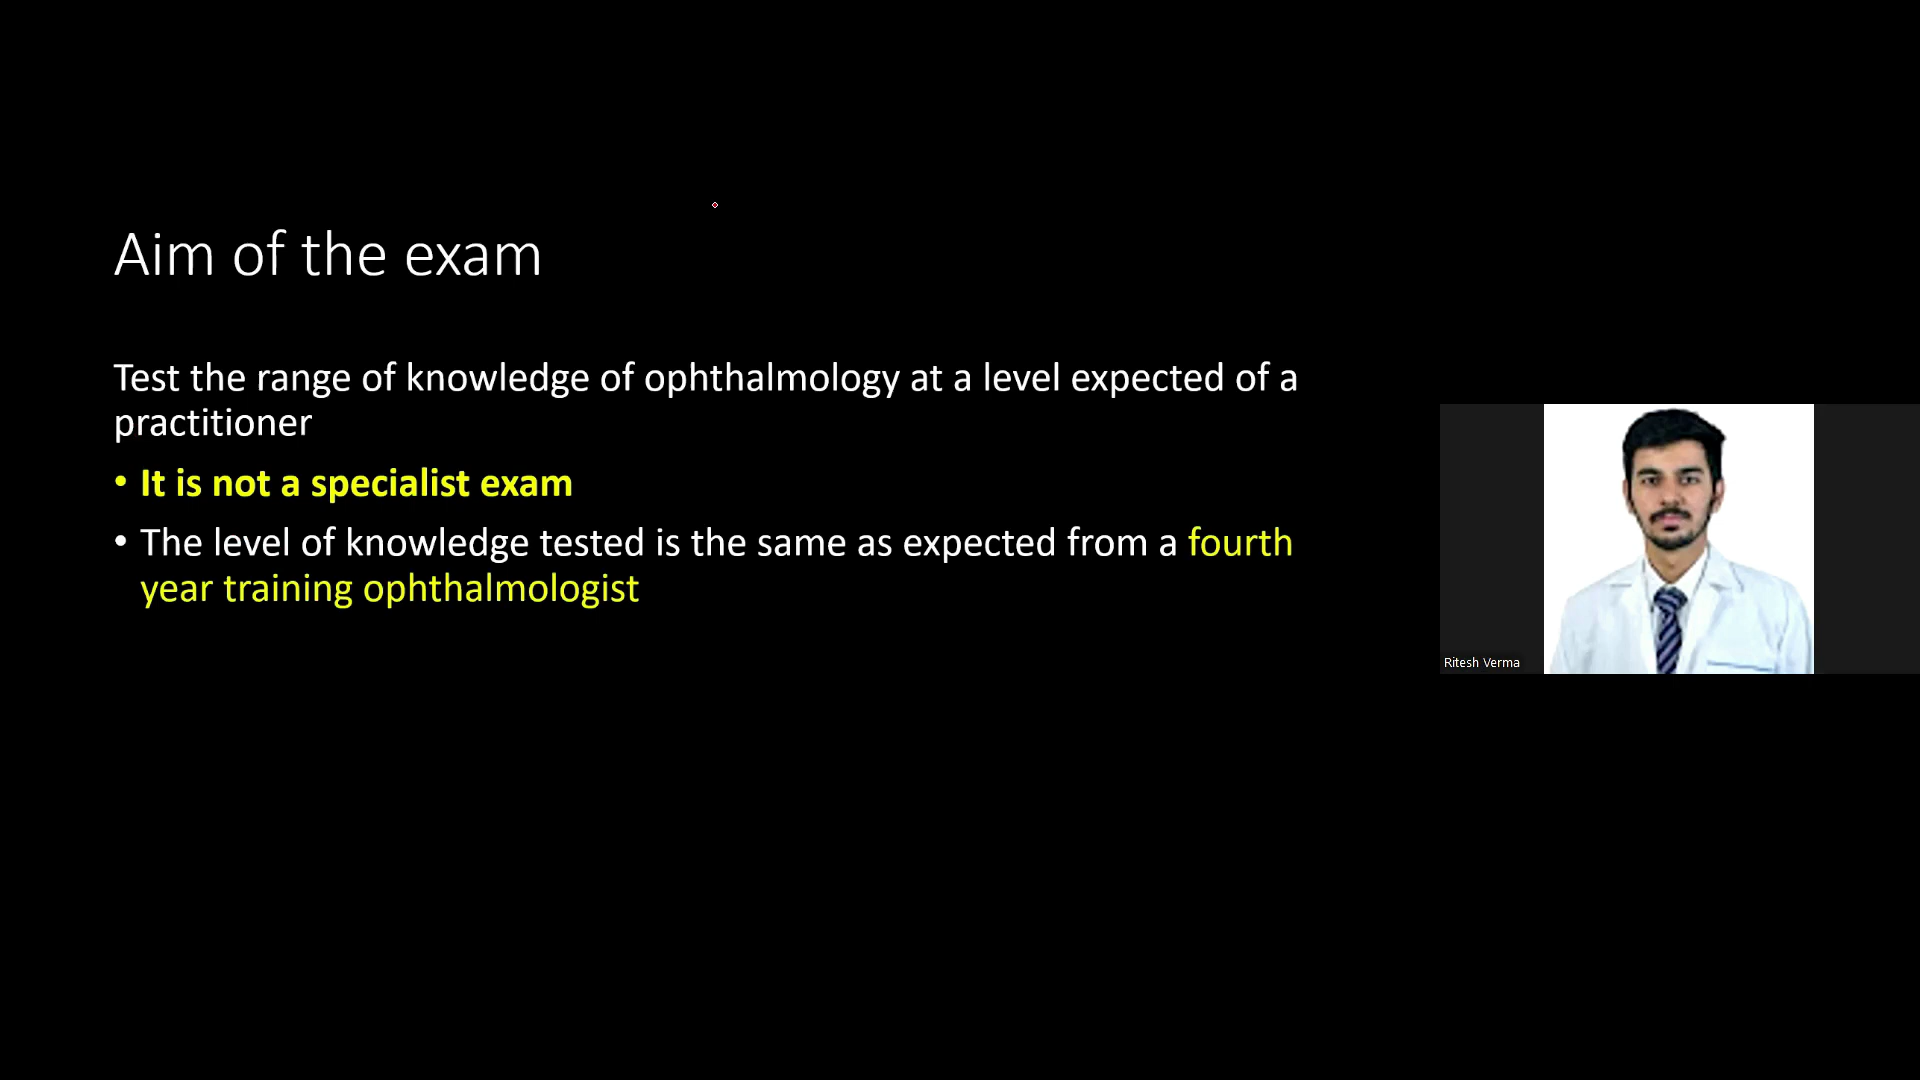 Aim of the exam
Test the range of knowledge of ophthalmology at a level expected of a
practitioner
• It is not a specialist exam
• The level of knowledge tested is the same as expected from a fourth
year training ophthalmologist
Ritesh Verma